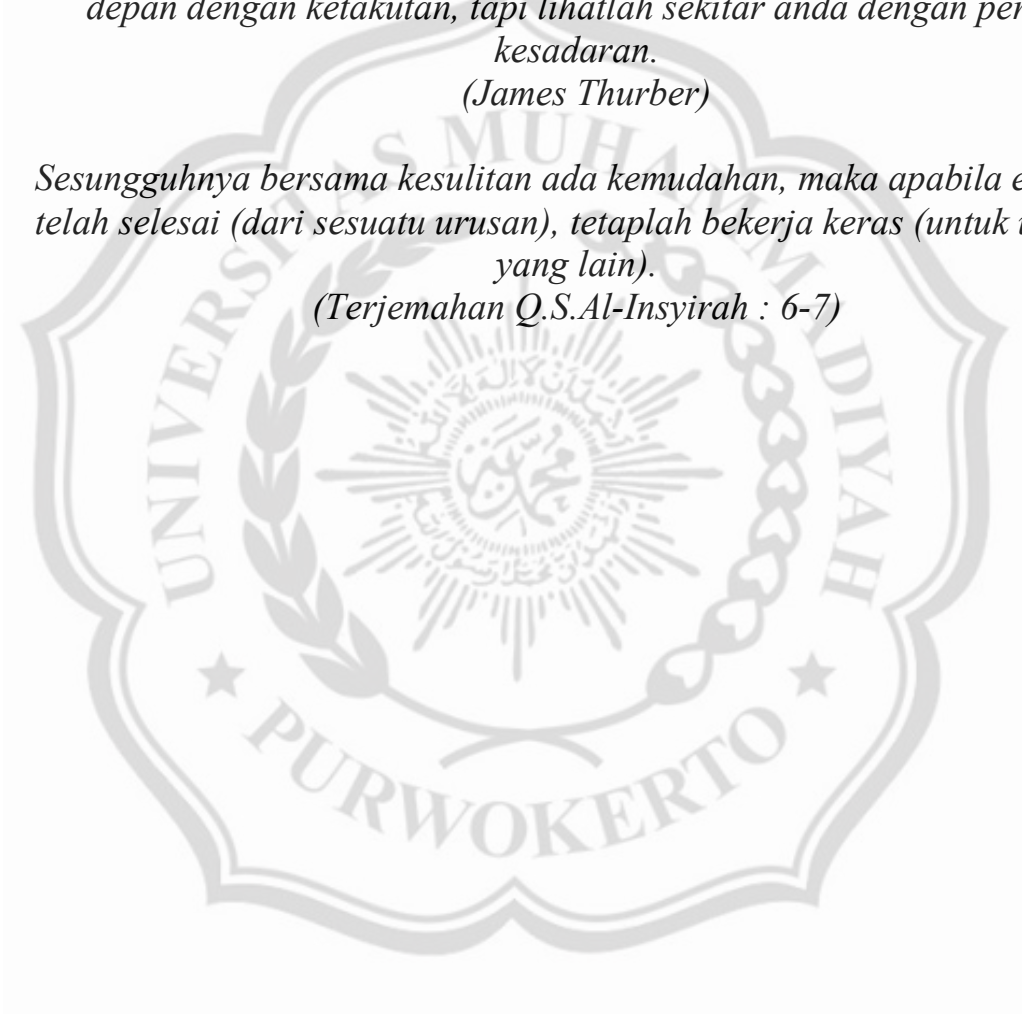 depan dengan ketakutan, tapi lihatlah sekitar anda dengan pen
kesadaran.
(James Thurber)
Sesungguhnya bersama kesulitan ada kemudahan, maka apabila e
telah selesai (dari sesuatu urusan), tetaplah bekerja keras (untuk
yang lain).
(Terjemahan Q.S.Al-Insyirah : 6-7)
UNIVERSITAS MUHAMMADIYAH
PURWOKERTO